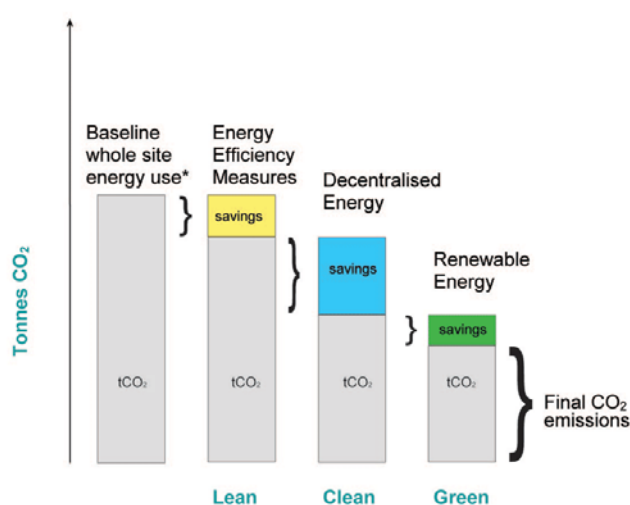 Baseline
whole site
energy use*
Energy
Efficiency
Measures
Decentralised
Energy
Renewable
Energy
savings
savings
savings
Tonnes CO₂
tCO₂
tCO₂
tCO₂
tCO₂
Final CO₂
emissions
Lean
Clean
Green